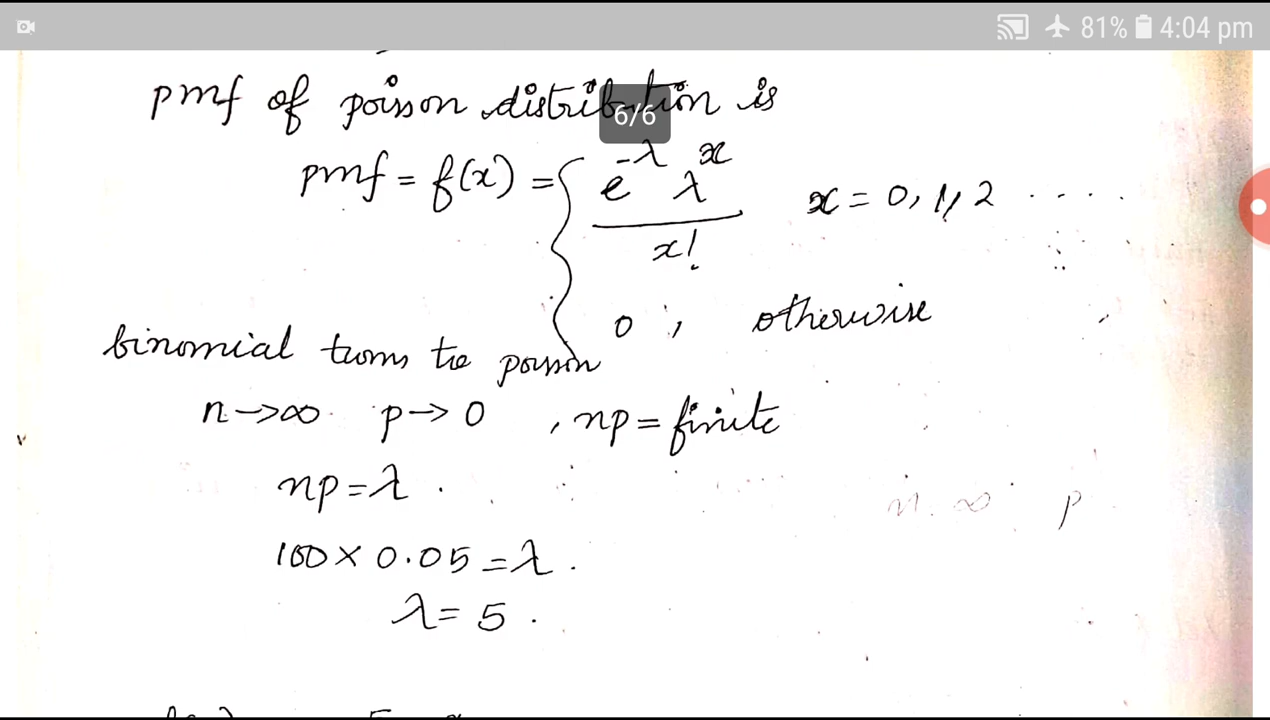 81% 4:04 pm
pmf of poisson distribution is
6/6
pmf = f(x) = { e^-λ λ^x / x! x = 0, 1, 2 ....
0 ; otherwise
binomial turns to poisson
n → ∞ p → 0 , np = finite
np = λ .
n ∞ p
100 × 0.05 = λ .
λ = 5 .